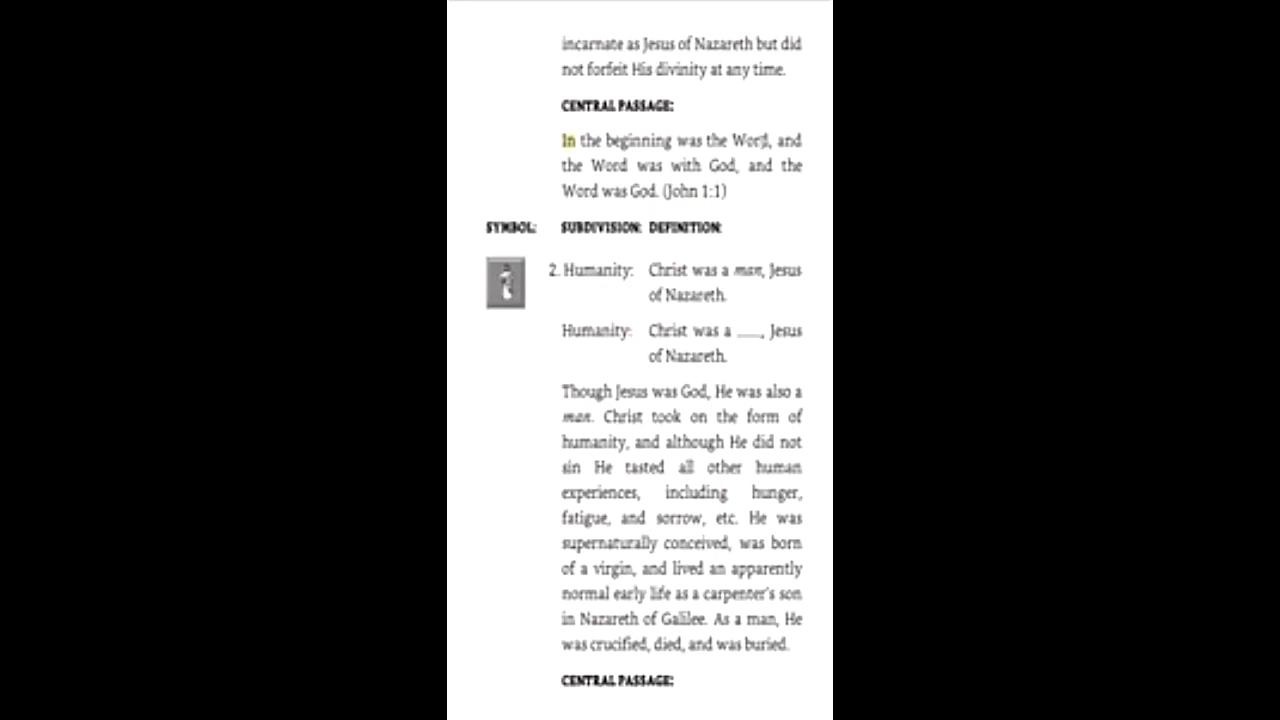 incarnate as Jesus of Nazareth but did
not forfeit His divinity at any time.
CENTRAL PASSAGE:
In the beginning was the Word, and
the Word was with God, and the
Word was God. (John 1:1)
SYMBOL: SUBDIVISION: DEFINITION:
2. Humanity: Christ was a man, Jesus
of Nazareth.
Humanity: Christ was a ___, Jesus
of Nazareth.
Though Jesus was God, He was also a
man. Christ took on the form of
humanity, and although He did not
sin He tasted all other human
experiences, including hunger,
fatigue, and sorrow, etc. He was
supernaturally conceived, was born
of a virgin, and lived an apparently
normal early life as a carpenter's son
in Nazareth of Galilee. As a man, He
was crucified, died, and was buried.
CENTRAL PASSAGE: